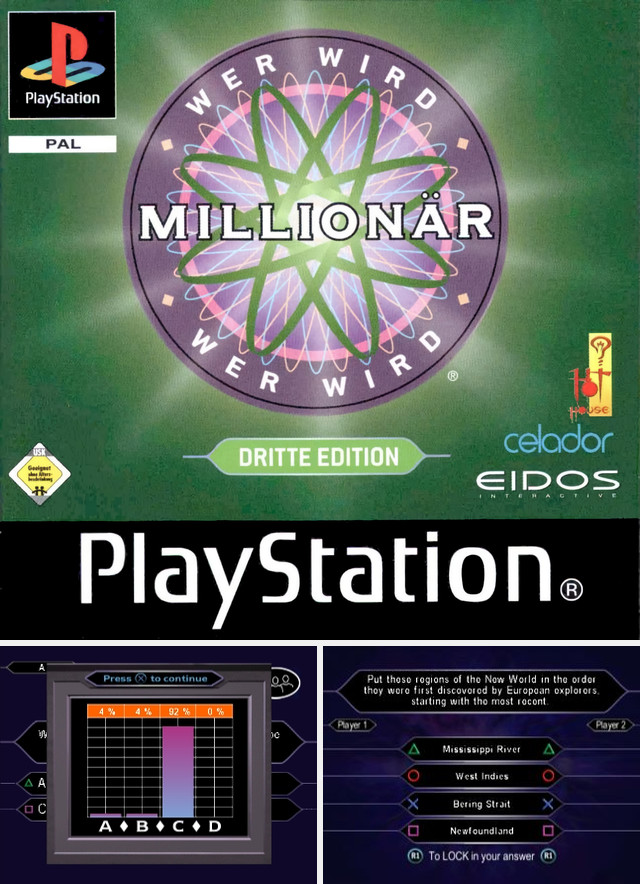 PlayStation
PAL
WER WIRD
MILLIONÄR
WER WIRD
®
HOT
HOUSE
celador
DRITTE EDITION
EIDOS
INTERACTIVE
USK
Geeignet
ohne Alters-
beschränkung
PlayStation®
A
Press ⓧ to continue
4 % 4 % 92 % 0 %
A ♦ B ♦ C ♦ D
W
A
C
Put these regions of the New World in the order
they were first discovered by European explorers,
starting with the most recent.
Player 1
Player 2
Mississippi River
West Indies
Bering Strait
Newfoundland
R1 To LOCK in your answer R1